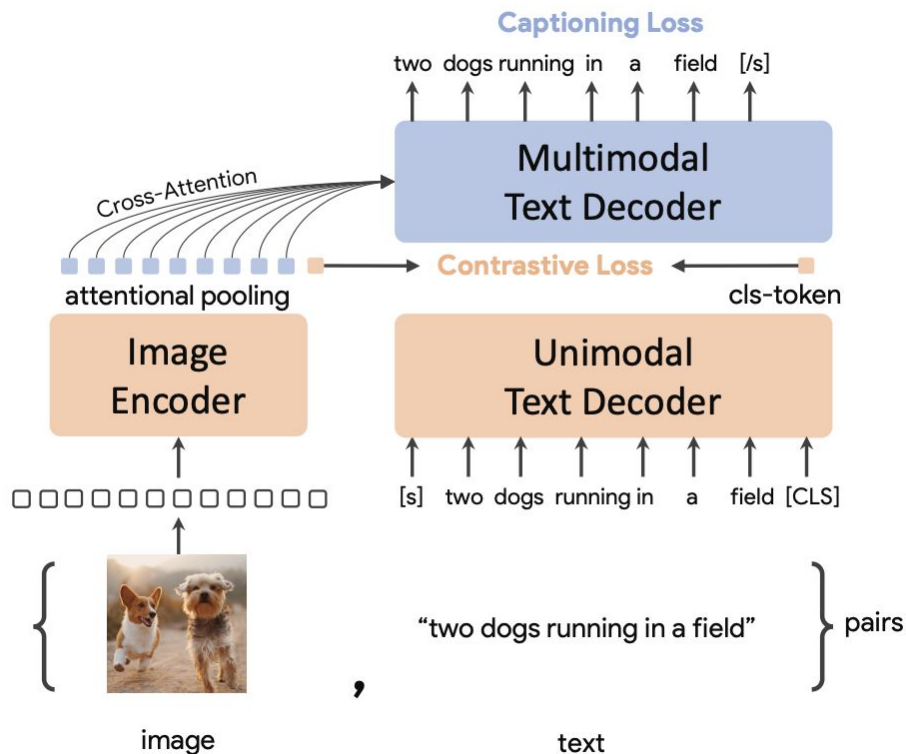 Captioning Loss
two dogs running in a field [/s]
Multimodal
Text Decoder
Cross-Attention
Contrastive Loss
attentional pooling
cls-token
Image
Encoder
Unimodal
Text Decoder
[s] two dogs running in a field [CLS]
“two dogs running in a field”
pairs
,
image
text